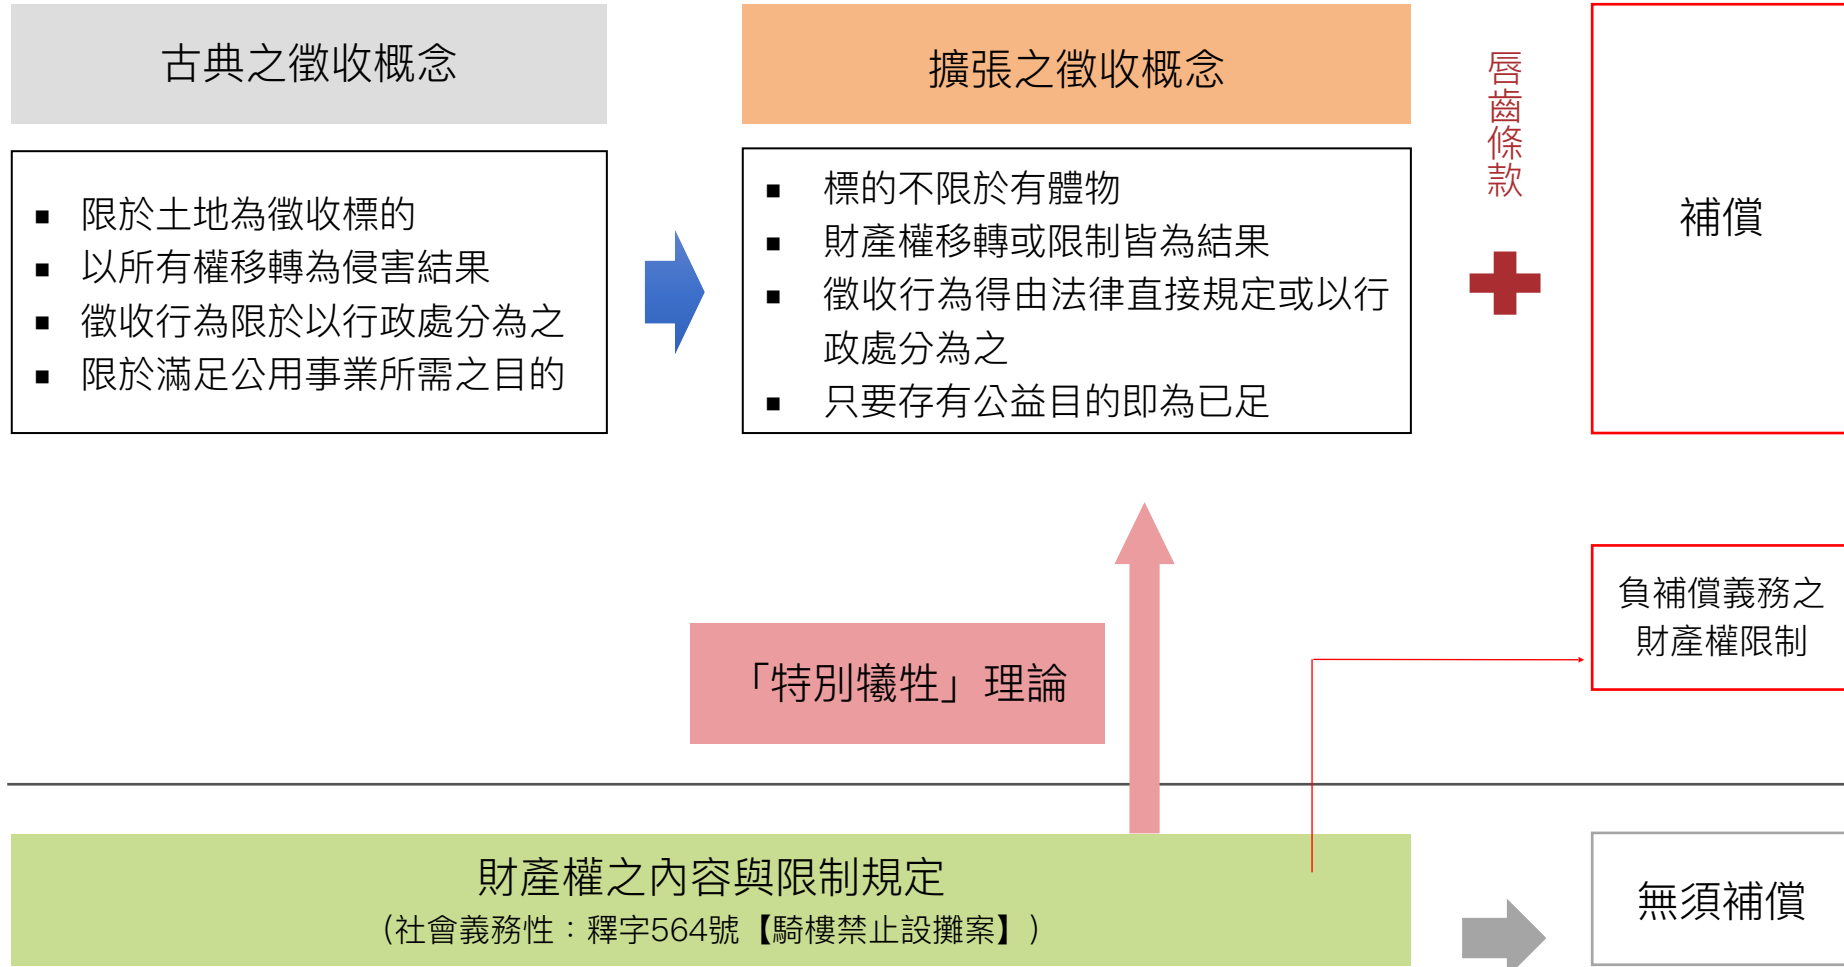 古典之徵收概念
限於土地為徵收標的
以所有權移轉為侵害結果
徵收行為限於以行政處分為之
限於滿足公用事業所需之目的
擴張之徵收概念
標的不限於有體物
財產權移轉或限制皆為結果
徵收行為得由法律直接規定或以行
政處分為之
只要存有公益目的即為已足
唇齒條款
補償
負補償義務之
財產權限制
「特別犧牲」理論
財產權之內容與限制規定
（社會義務性：釋字564號【騎樓禁止設攤案】）
無須補償